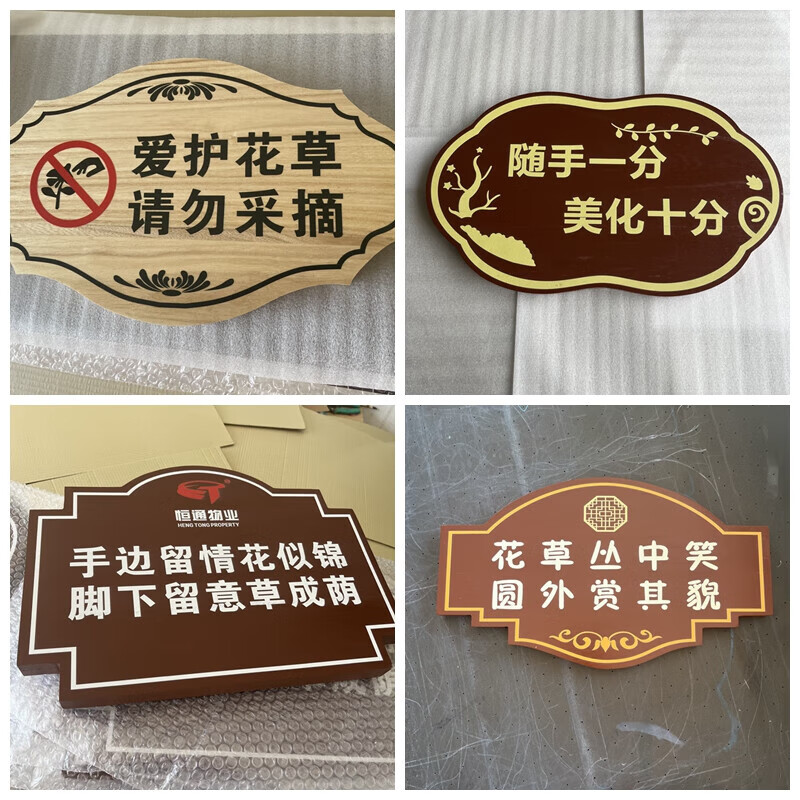 爱护花草
请勿采摘
随手一分
美化十分
恒通物业
HENG TONG PROPERTY
手边留情花似锦
脚下留意草成荫
花草丛中笑
圆外赏其貌